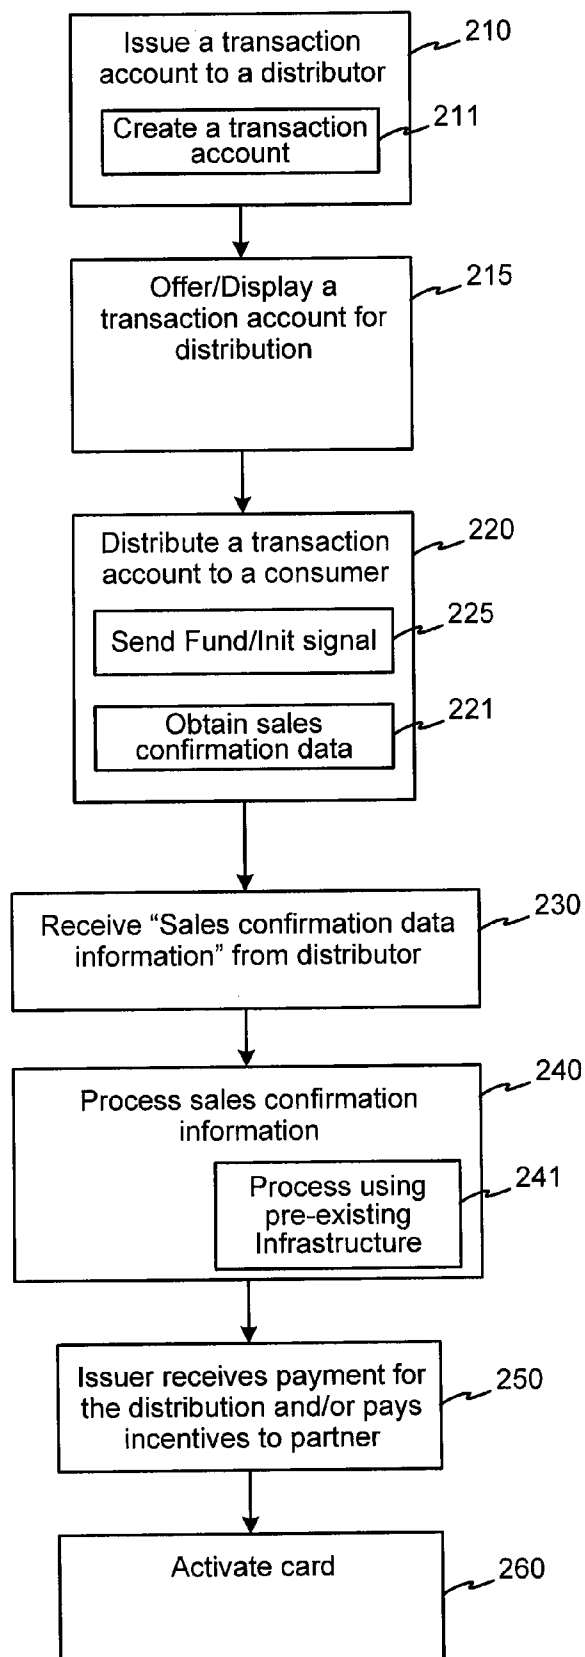 Issue a transaction
account to a distributor
210
Create a transaction
account
211
Offer/Display a
transaction account for
distribution
215
Distribute a transaction
account to a consumer
220
Send Fund/Init signal
225
Obtain sales
confirmation data
221
Receive “Sales confirmation data
information” from distributor
230
Process sales confirmation
information
240
Process using
pre-existing
Infrastructure
241
Issuer receives payment for
the distribution and/or pays
incentives to partner
250
Activate card
260